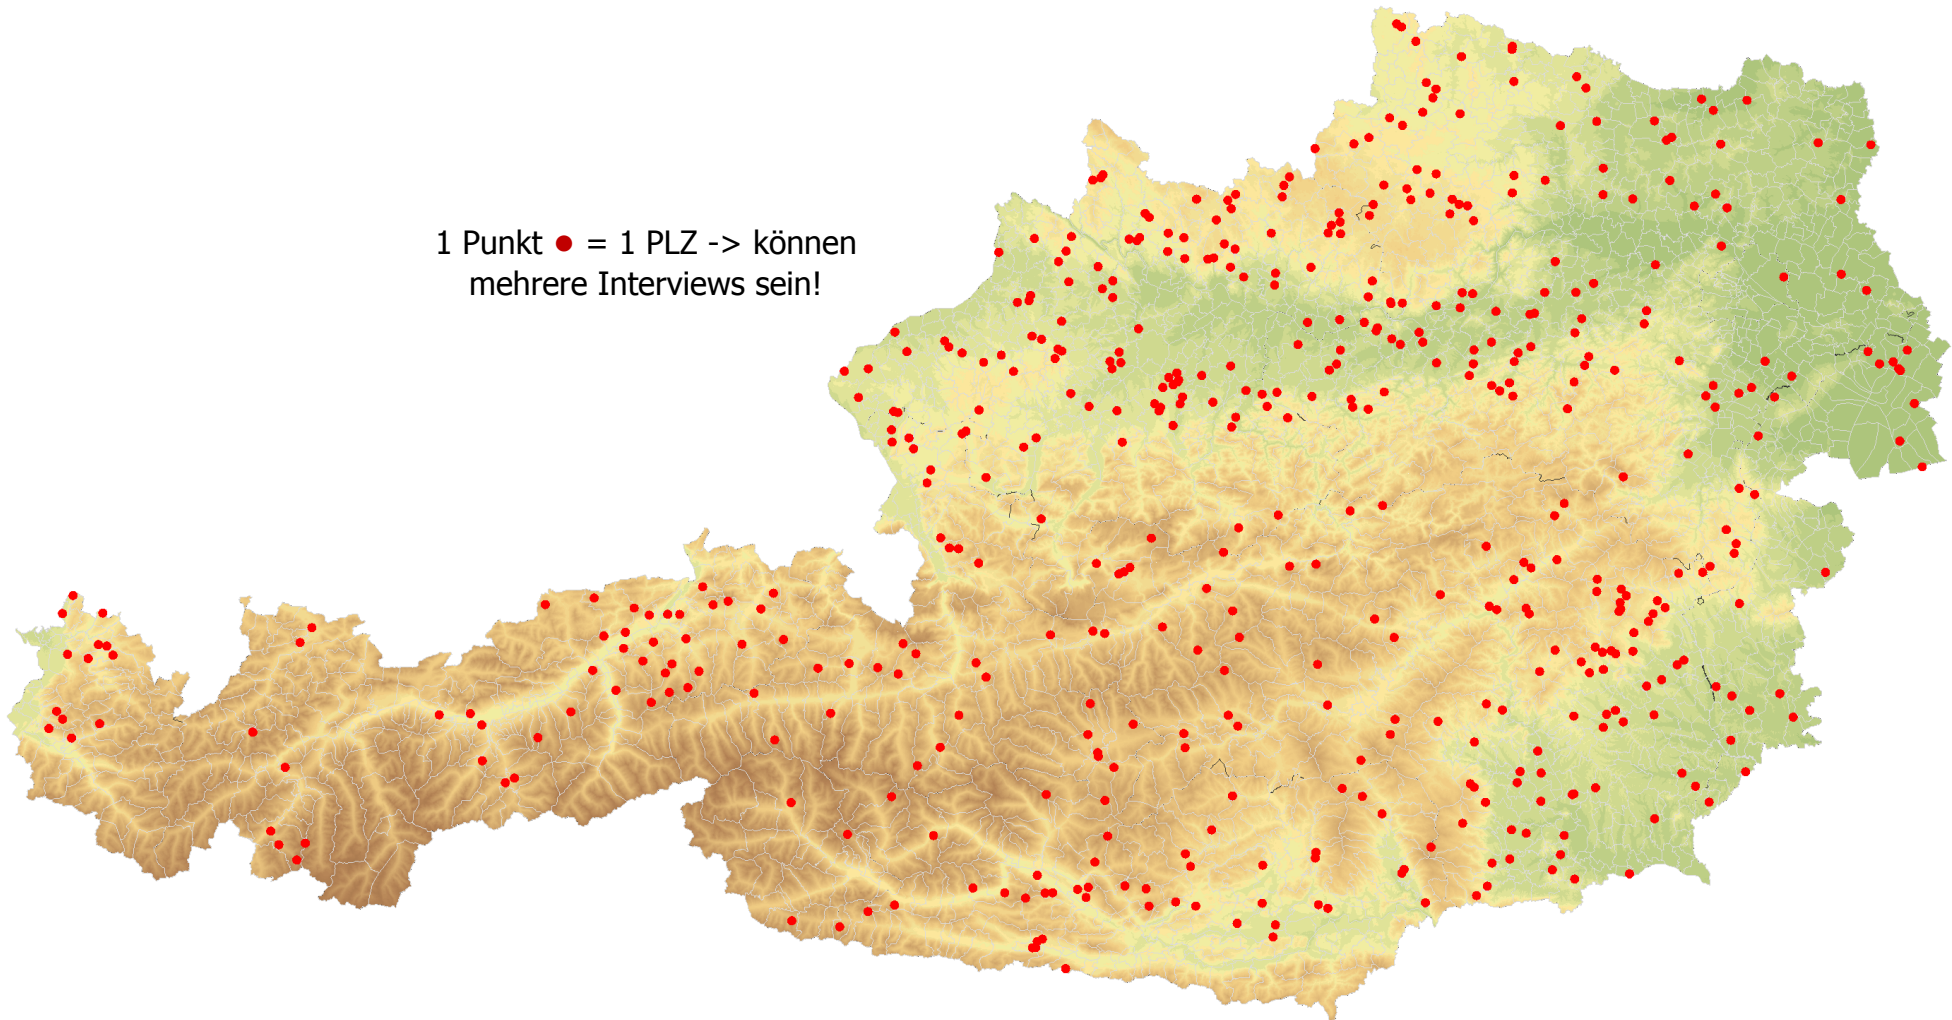 1 Punkt ● = 1 PLZ -> können
mehrere Interviews sein!